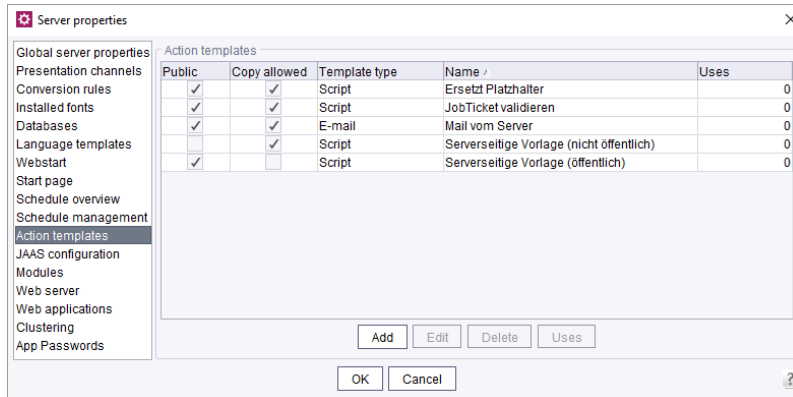 Server properties
Global server properties
Presentation channels
Conversion rules
Installed fonts
Databases
Language templates
Webstart
Start page
Schedule overview
Schedule management
Action templates
JAAS configuration
Modules
Web server
Web applications
Clustering
App Passwords
Action templates
Public Copy allowed Template type Name Uses
Script Ersetzt Platzhalter 0
Script JobTicket validieren 0
E-mail Mail vom Server 0
Script Serverseitige Vorlage (nicht öffentlich) 0
Script Serverseitige Vorlage (öffentlich) 0
Add Edit Delete Uses
OK Cancel ?